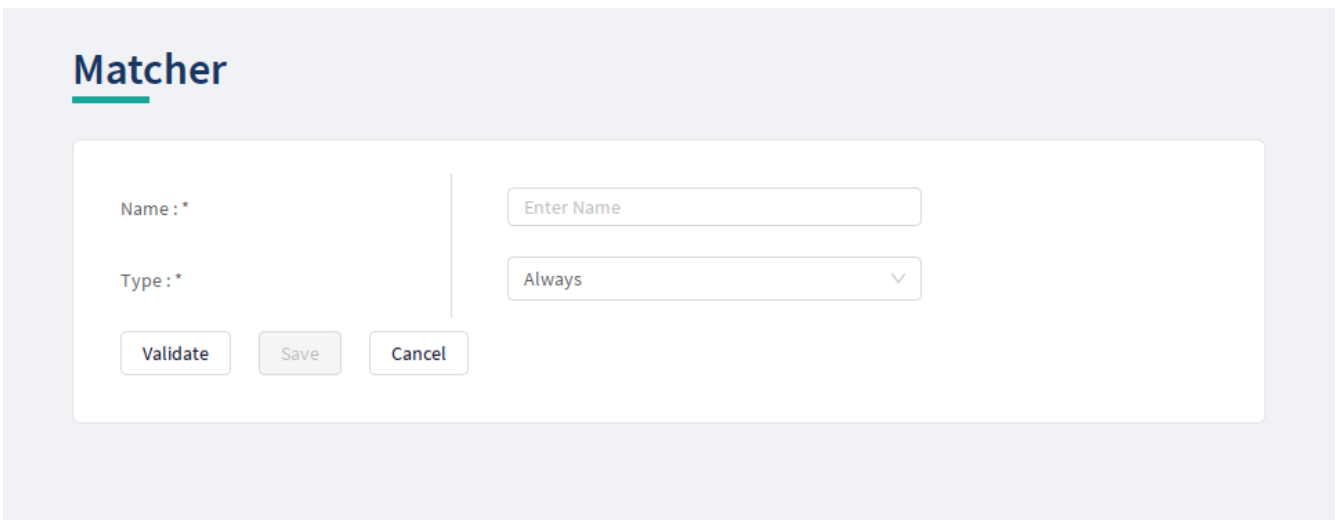 Matcher
Name : * Enter Name
Type : * Always
Validate Save Cancel